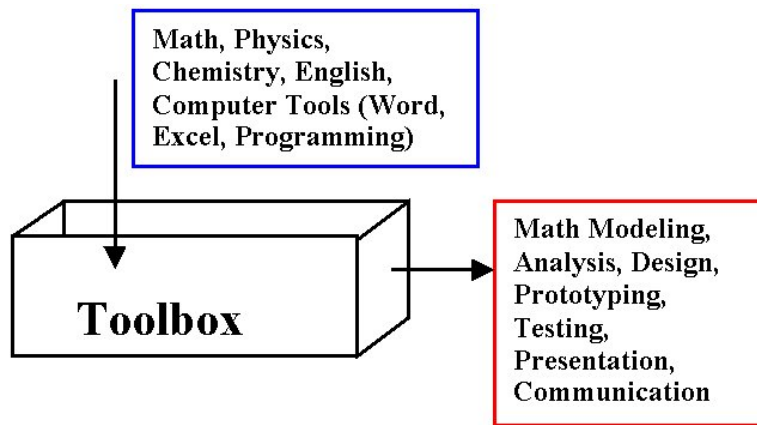 Math, Physics,
Chemistry, English,
Computer Tools (Word,
Excel, Programming)
Toolbox
Math Modeling,
Analysis, Design,
Prototyping,
Testing,
Presentation,
Communication